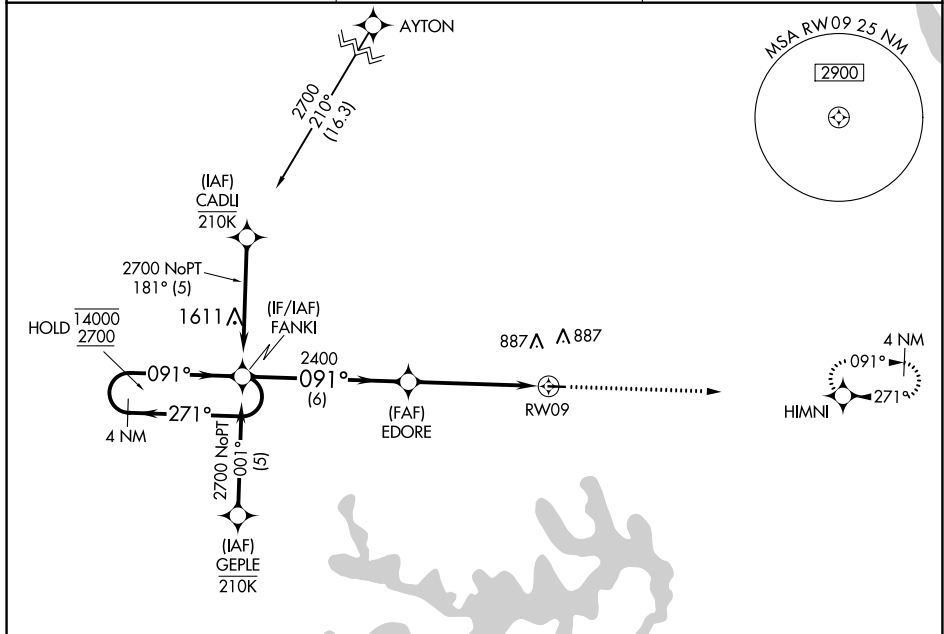 AYTON
2700
210°
(16.3)
MSA RW09 25 NM
2900
(IAF)
CADLI
210K
2700 NoPT
181° (5)
1611
(IF/IAF)
FANKI
HOLD 14000
2700
091°
271°
4 NM
2400
091°
(6)
(FAF)
EDORE
887 887
RW09
4 NM
091°
271°
HIMNI
2700 NoPT
001°
(5)
(IAF)
GEPLE
210K